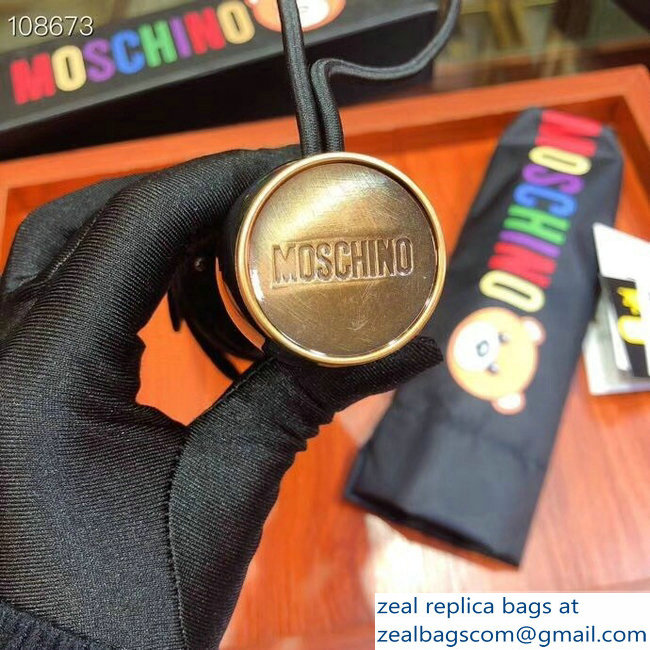 108673
MOSCHINO
MOSCHINO
MOSCHINO
zeal replica bags at
zealbagscom@gmail.com